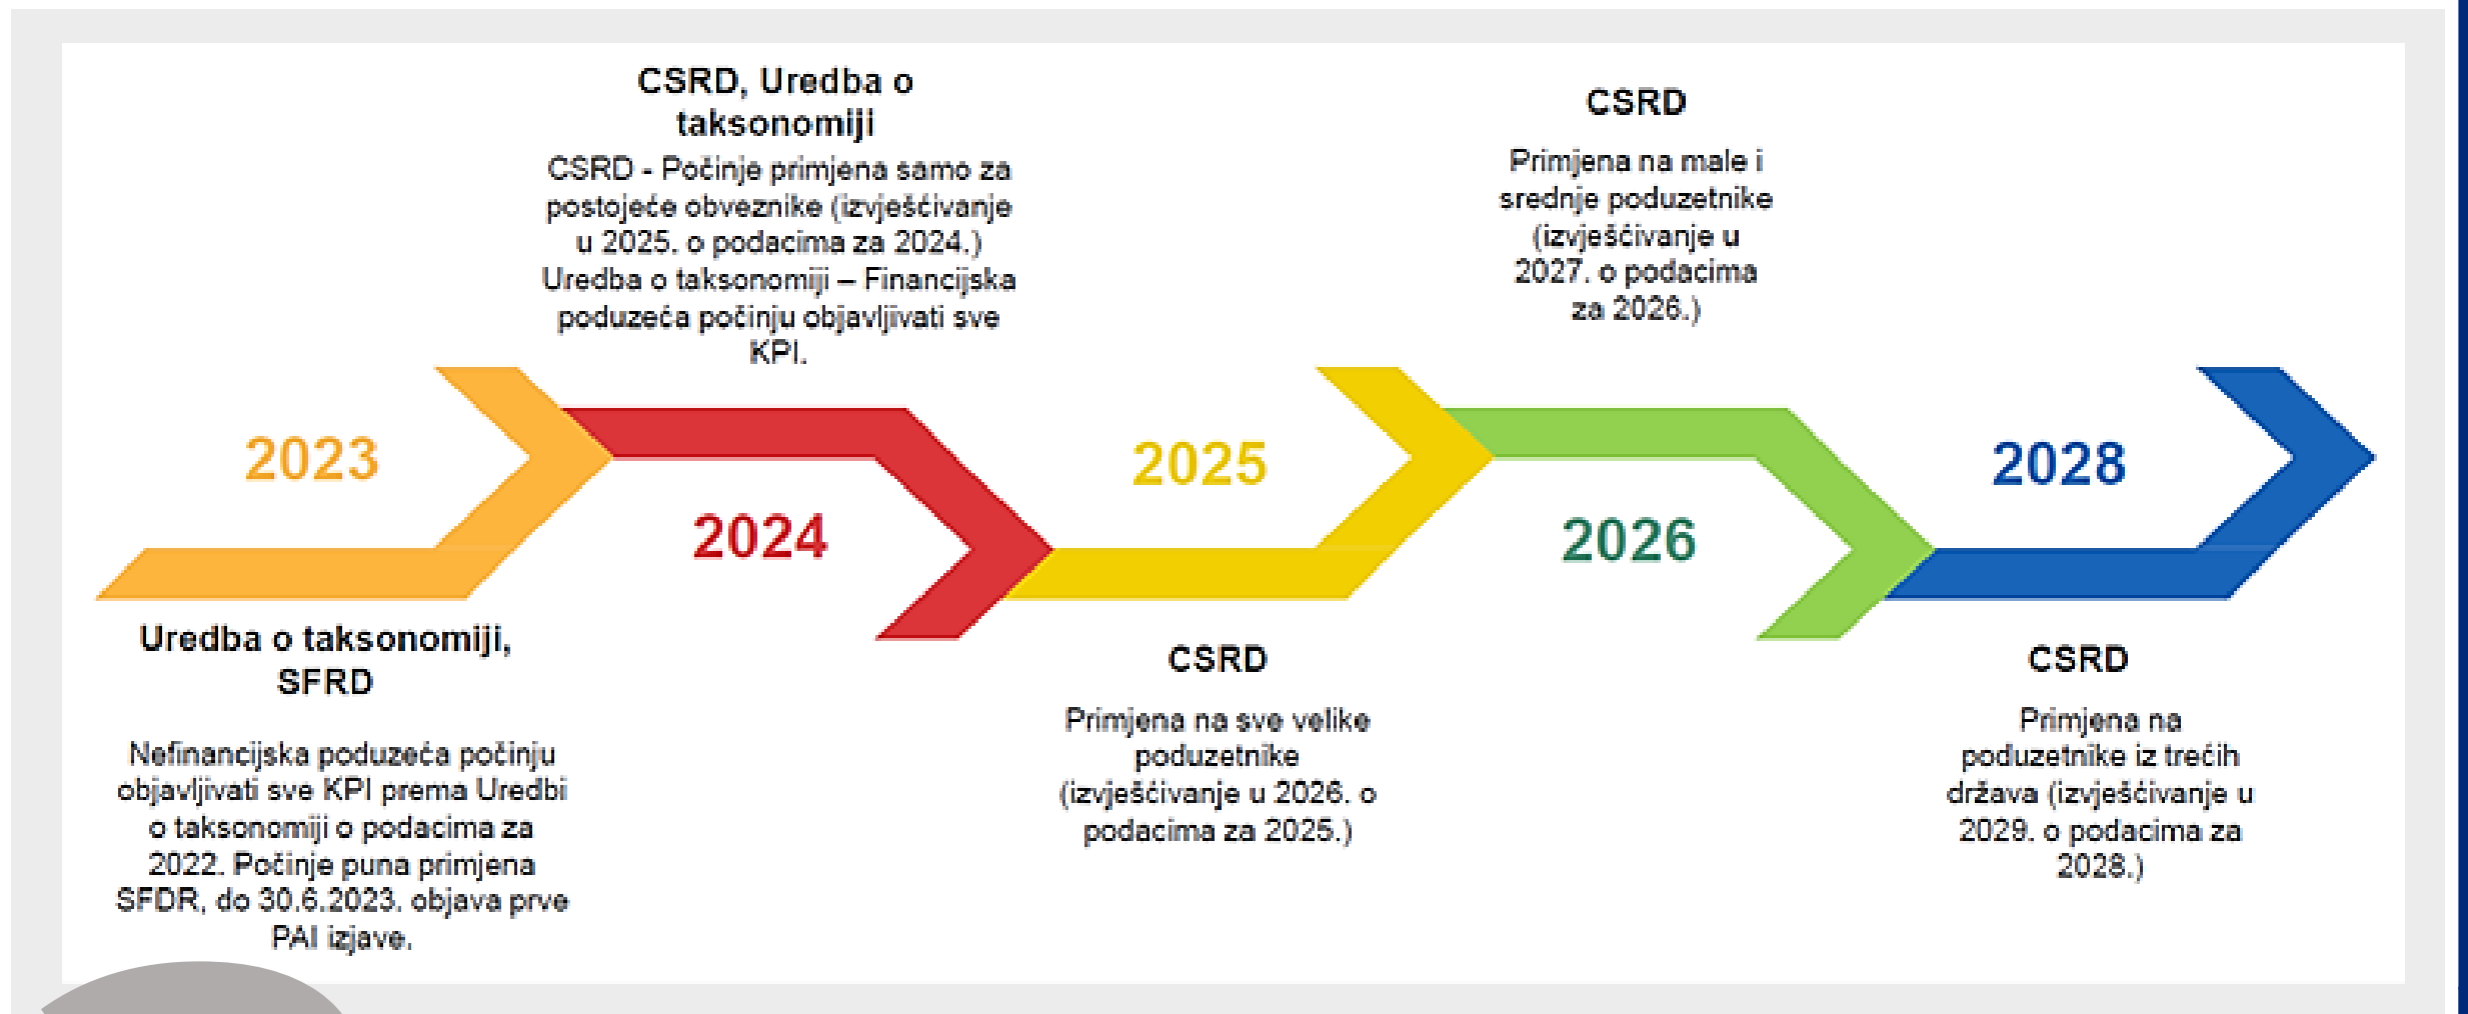 2023
Uredba o taksonomiji,
SFRD
Nefinancijska poduzeća počinju
objavljivati sve KPI prema Uredbi
o taksonomiji o podacima za
2022. Počinje puna primjena
SFDR, do 30.6.2023. objava prve
PAI izjave.
CSRD, Uredba o
taksonomiji
CSRD - Počinje primjena samo za
postojeće obveznike (izvješćivanje
u 2025. o podacima za 2024.)
Uredba o taksonomiji – Financijska
poduzeća počinju objavljivati sve
KPI.
2024
2025
CSRD
Primjena na sve velike
poduzetnike
(izvješćivanje u 2026. o
podacima za 2025.)
CSRD
Primjena na male i
srednje poduzetnike
(izvješćivanje u
2027. o podacima
za 2026.)
2026
2028
CSRD
Primjena na
poduzetnike iz trećih
država (izvješćivanje u
2029. o podacima za
2028.)